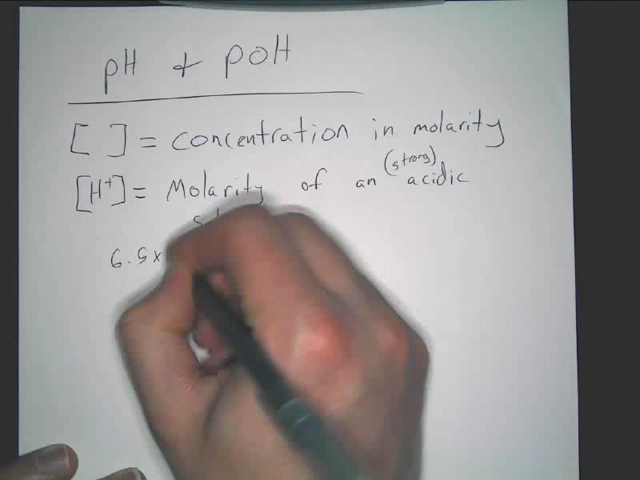 pH + pOH
[ ] = concentration in molarity
(strong)
[H⁺] = Molarity of an acidic
6.5x